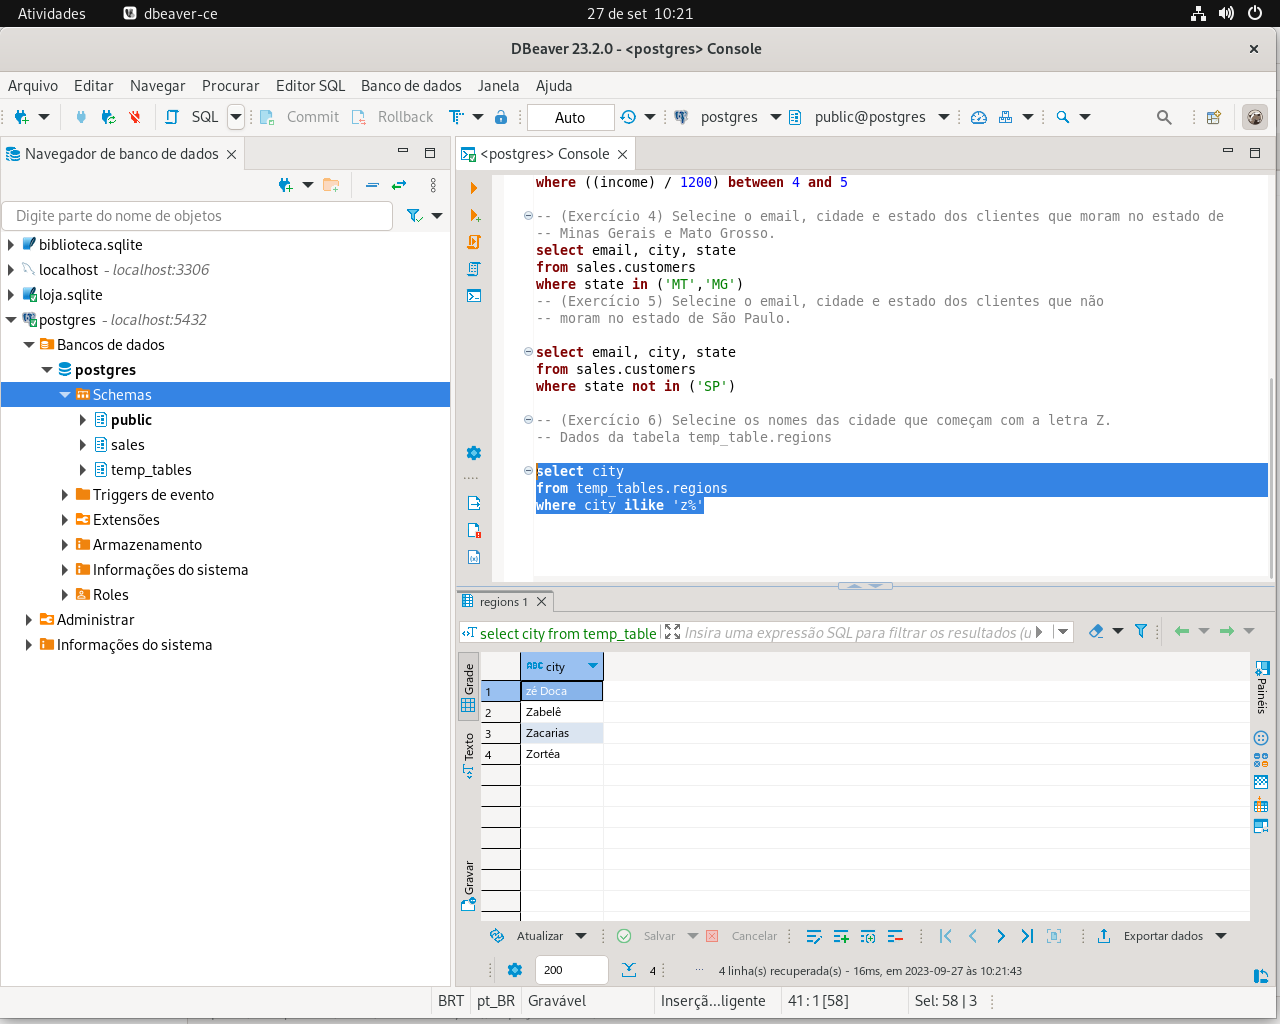 Atividades
dbeaver-ce
27 de set 10:21
DBeaver 23.2.0 - <postgres> Console
Arquivo Editar Navegar Procurar Editor SQL Banco de dados Janela Ajuda
SQL Commit Rollback Auto postgres public@postgres
Navegador de banco de dados
Digite parte do nome de objetos
biblioteca.sqlite
localhost - localhost:3306
loja.sqlite
postgres - localhost:5432
Bancos de dados
postgres
Schemas
public
sales
temp_tables
Triggers de evento
Extensões
Armazenamento
Informações do sistema
Roles
Administrar
Informações do sistema
<postgres> Console
where ((income) / 1200) between 4 and 5
-- (Exercício 4) Selecine o email, cidade e estado dos clientes que moram no estado de
-- Minas Gerais e Mato Grosso.
select email, city, state
from sales.customers
where state in ('MT','MG')
-- (Exercício 5) Selecine o email, cidade e estado dos clientes que não
-- moram no estado de São Paulo.
select email, city, state
from sales.customers
where state not in ('SP')
-- (Exercício 6) Selecine os nomes das cidade que começam com a letra Z.
-- Dados da tabela temp_table.regions
select city
from temp_tables.regions
where city ilike 'z%'
regions 1
select city from temp_table
Insira uma expressão SQL para filtrar os resultados (u
Grade
Texto
Gravar
city
1 zé Doca
2 Zabelê
3 Zacarias
4 Zortéa
Painéis
Atualizar Salvar Cancelar Exportar dados
200 4 ... 4 linha(s) recuperada(s) - 16ms, em 2023-09-27 às 10:21:43
BRT pt_BR Gravável Inserçã...ligente 41 : 1 [58] Sel: 58 | 3